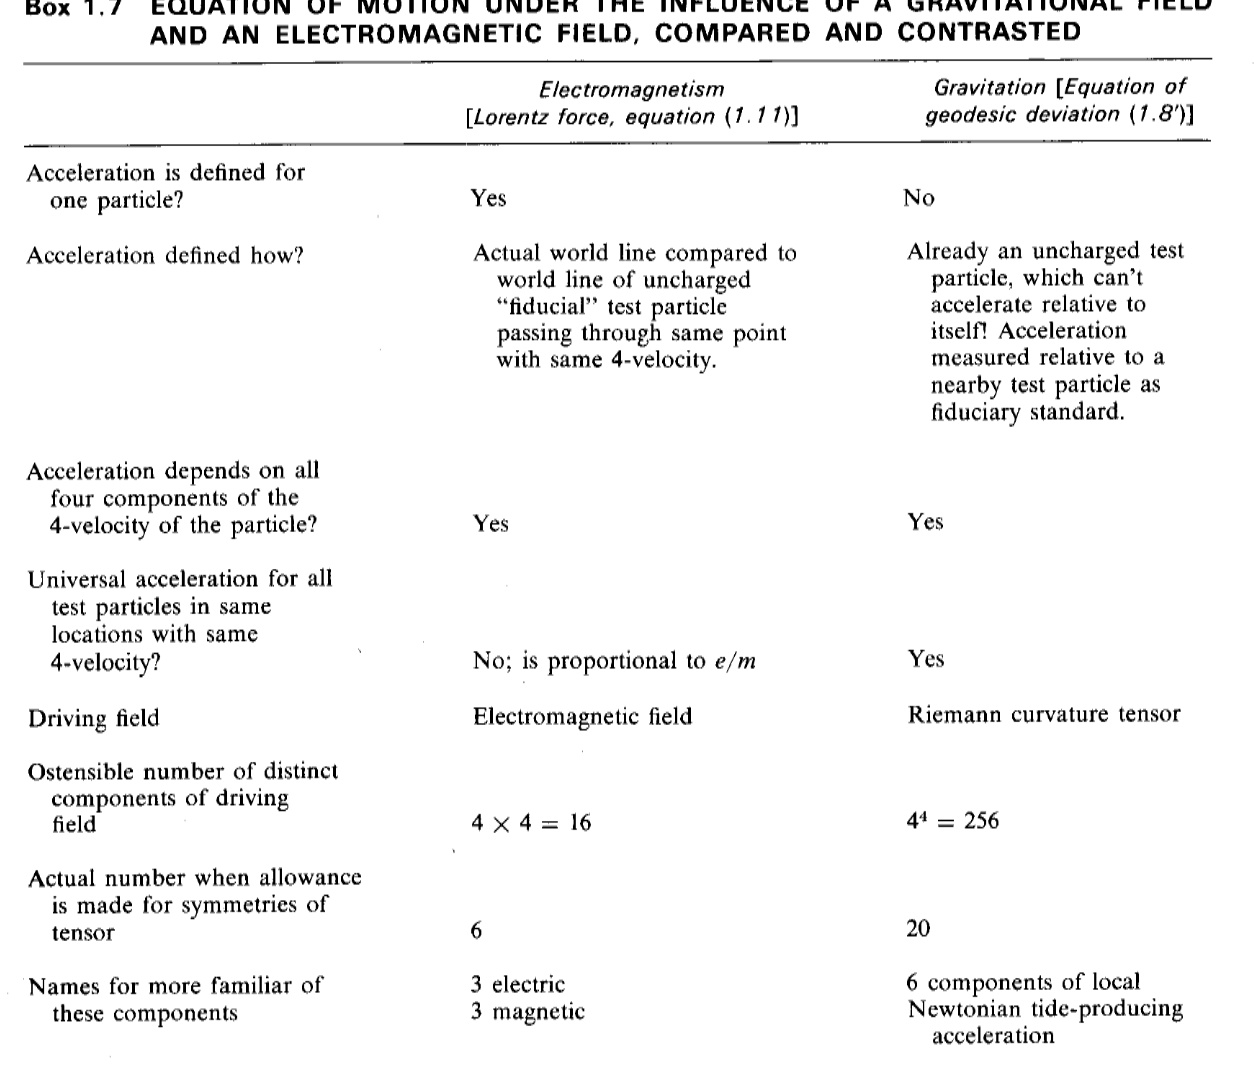 Box 1.7 EQUATION OF MOTION UNDER THE INFLUENCE OF A GRAVITATIONAL FIELD
AND AN ELECTROMAGNETIC FIELD, COMPARED AND CONTRASTED
Electromagnetism
[Lorentz force, equation (1.11)]
Gravitation [Equation of
geodesic deviation (1.8')]
Acceleration is defined for
one particle?
Yes
No
Acceleration defined how?
Actual world line compared to
world line of uncharged
“fiducial” test particle
passing through same point
with same 4-velocity.
Already an uncharged test
particle, which can't
accelerate relative to
itself! Acceleration
measured relative to a
nearby test particle as
fiduciary standard.
Acceleration depends on all
four components of the
4-velocity of the particle?
Yes
Yes
Universal acceleration for all
test particles in same
locations with same
4-velocity?
No; is proportional to e/m
Yes
Driving field
Electromagnetic field
Riemann curvature tensor
Ostensible number of distinct
components of driving
field
4 × 4 = 16
4⁴ = 256
Actual number when allowance
is made for symmetries of
tensor
6
20
Names for more familiar of
these components
3 electric
3 magnetic
6 components of local
Newtonian tide-producing
acceleration